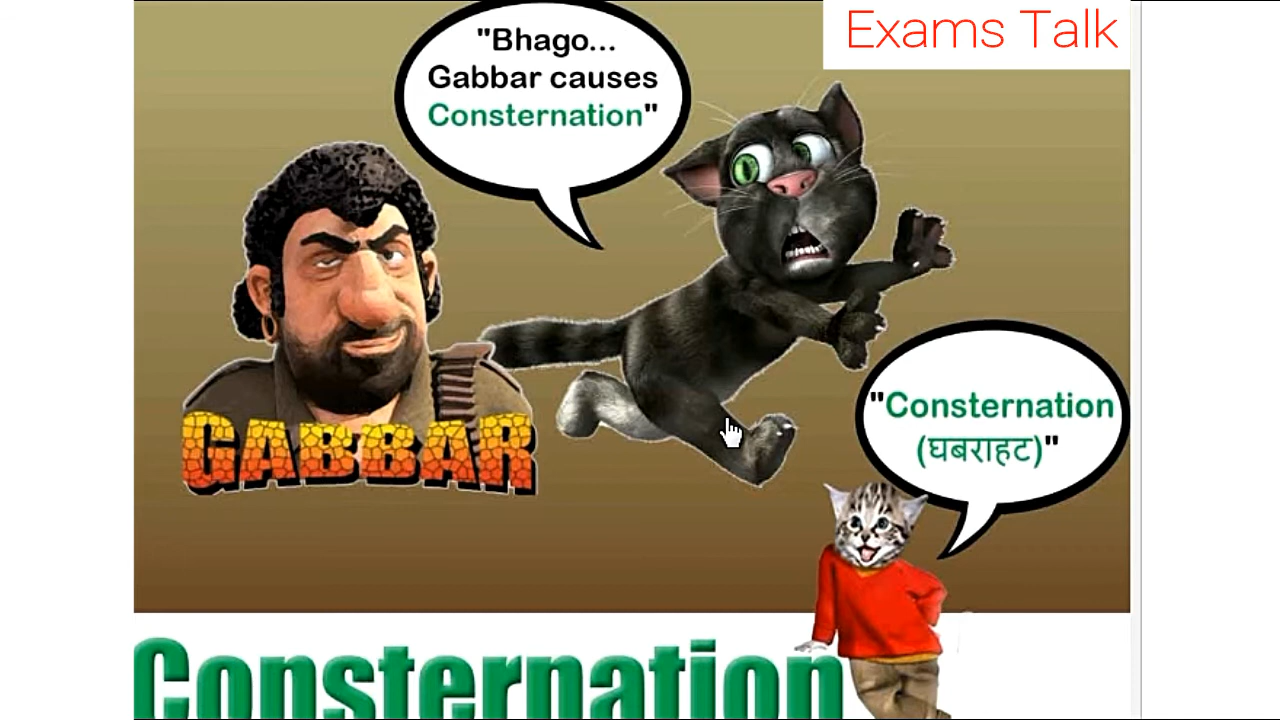 Exams Talk
"Bhago...
Gabbar causes
Consternation"
GABBAR
"Consternation
(घबराहट)"
Consternation